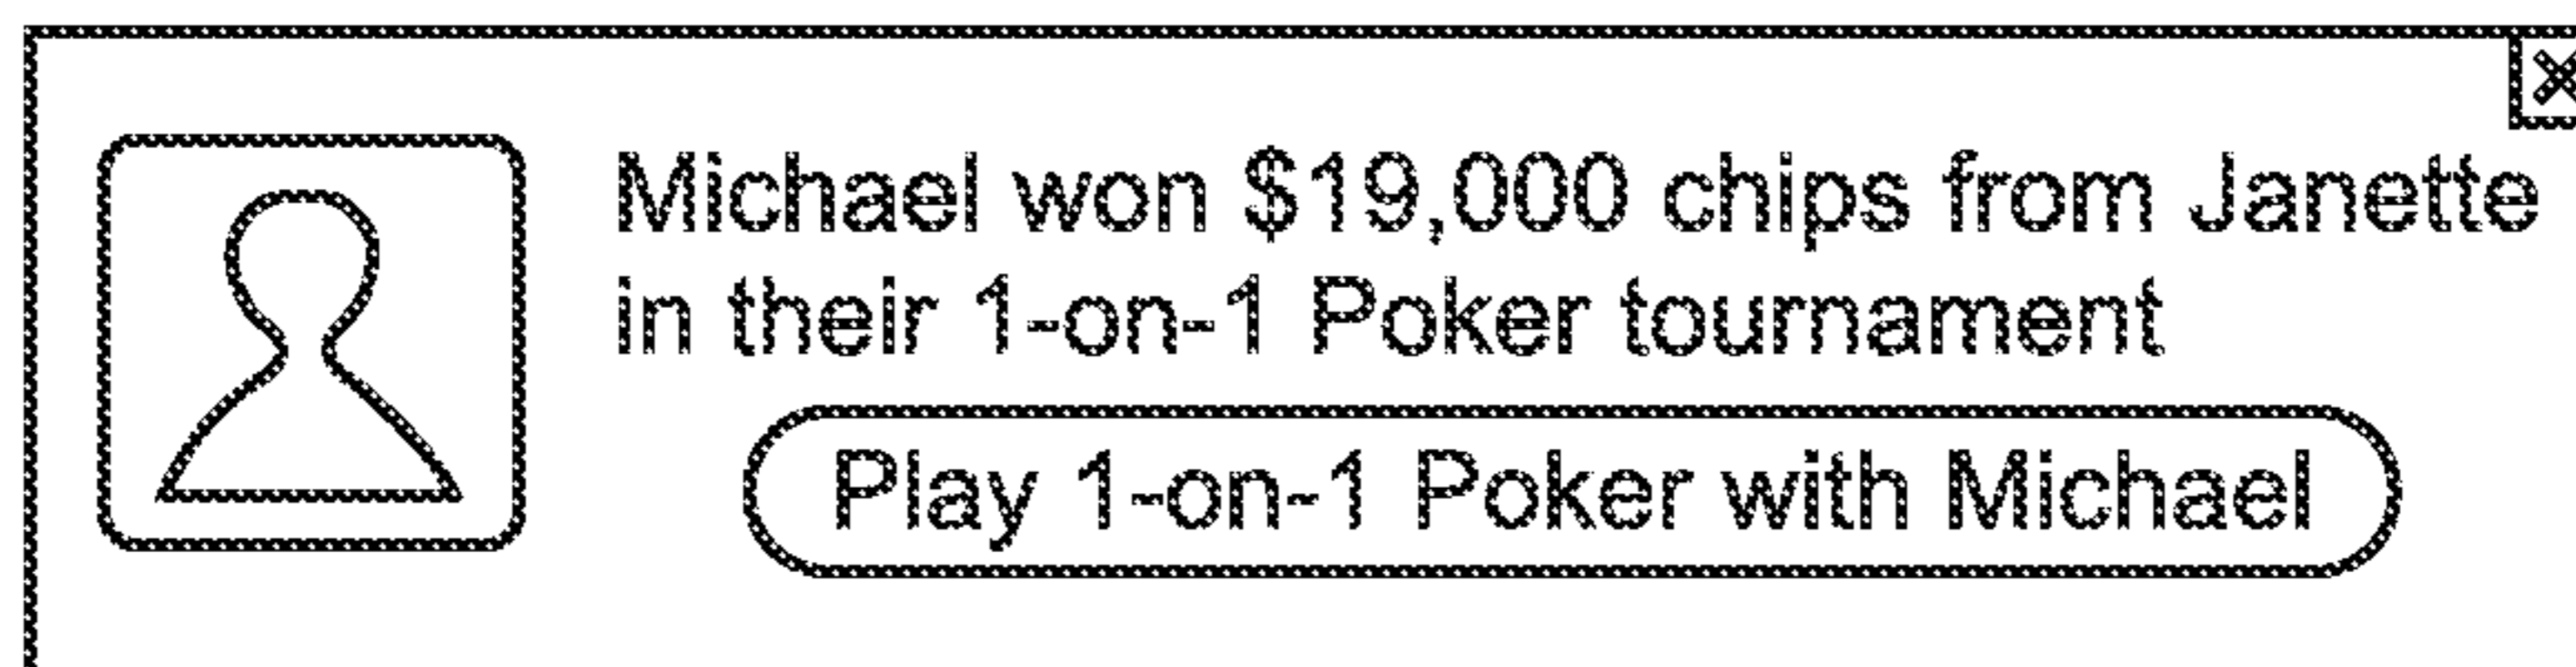 Michael won $19,000 chips from Janette
in their 1-on-1 Poker tournament
Play 1-on-1 Poker with Michael